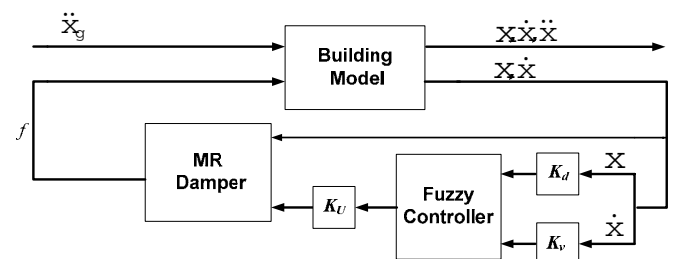 ẍg
Building
Model
x,ẋ,ẍ
x,ẋ
f
MR
Damper
Fuzzy
Controller
KU
Kd
x
Kv
ẋ